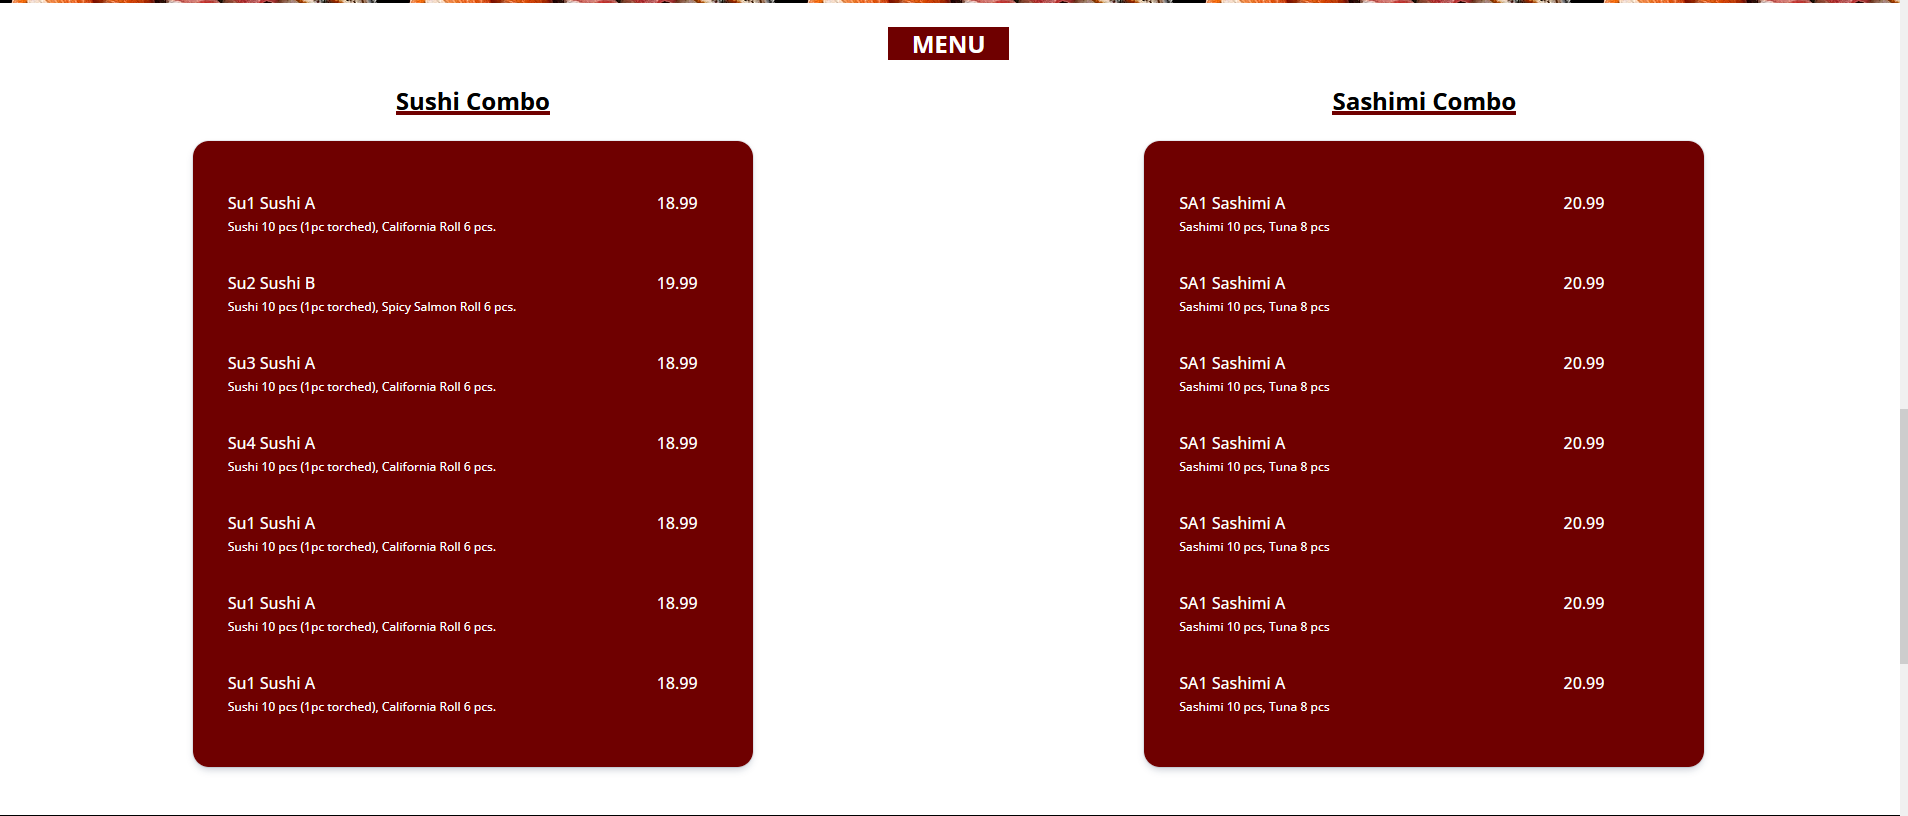 MENU
Sushi Combo
Su1 Sushi A 18.99
Sushi 10 pcs (1pc torched), California Roll 6 pcs.
Su2 Sushi B 19.99
Sushi 10 pcs (1pc torched), Spicy Salmon Roll 6 pcs.
Su3 Sushi A 18.99
Sushi 10 pcs (1pc torched), California Roll 6 pcs.
Su4 Sushi A 18.99
Sushi 10 pcs (1pc torched), California Roll 6 pcs.
Su1 Sushi A 18.99
Sushi 10 pcs (1pc torched), California Roll 6 pcs.
Su1 Sushi A 18.99
Sushi 10 pcs (1pc torched), California Roll 6 pcs.
Su1 Sushi A 18.99
Sushi 10 pcs (1pc torched), California Roll 6 pcs.
Sashimi Combo
SA1 Sashimi A 20.99
Sashimi 10 pcs, Tuna 8 pcs
SA1 Sashimi A 20.99
Sashimi 10 pcs, Tuna 8 pcs
SA1 Sashimi A 20.99
Sashimi 10 pcs, Tuna 8 pcs
SA1 Sashimi A 20.99
Sashimi 10 pcs, Tuna 8 pcs
SA1 Sashimi A 20.99
Sashimi 10 pcs, Tuna 8 pcs
SA1 Sashimi A 20.99
Sashimi 10 pcs, Tuna 8 pcs
SA1 Sashimi A 20.99
Sashimi 10 pcs, Tuna 8 pcs